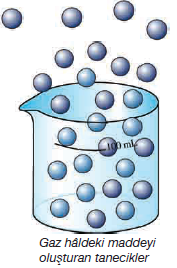 100 mL
Gaz hâldeki maddeyi
oluşturan tanecikler